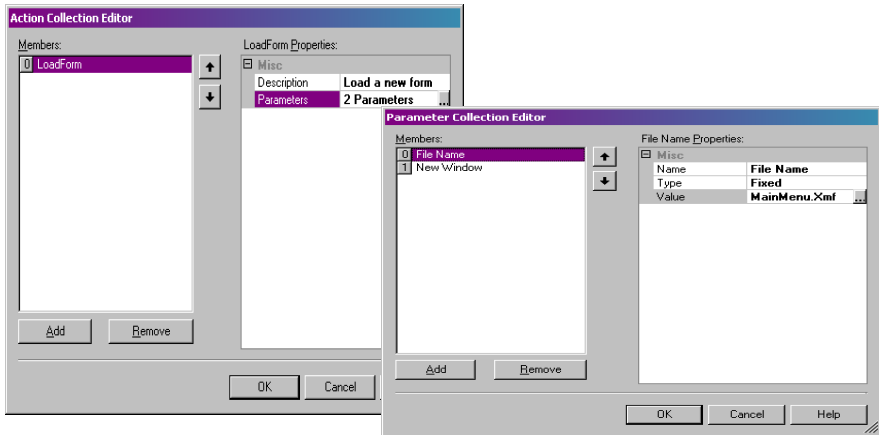 Action Collection Editor
Members:
0 LoadForm
LoadForm Properties:
Misc
Description Load a new form
Parameters 2 Parameters ...
Add Remove
OK Cancel
Parameter Collection Editor
Members:
0 File Name
1 New Window
File Name Properties:
Misc
Name File Name
Type Fixed
Value MainMenu.Xmf ...
Add Remove
OK Cancel Help